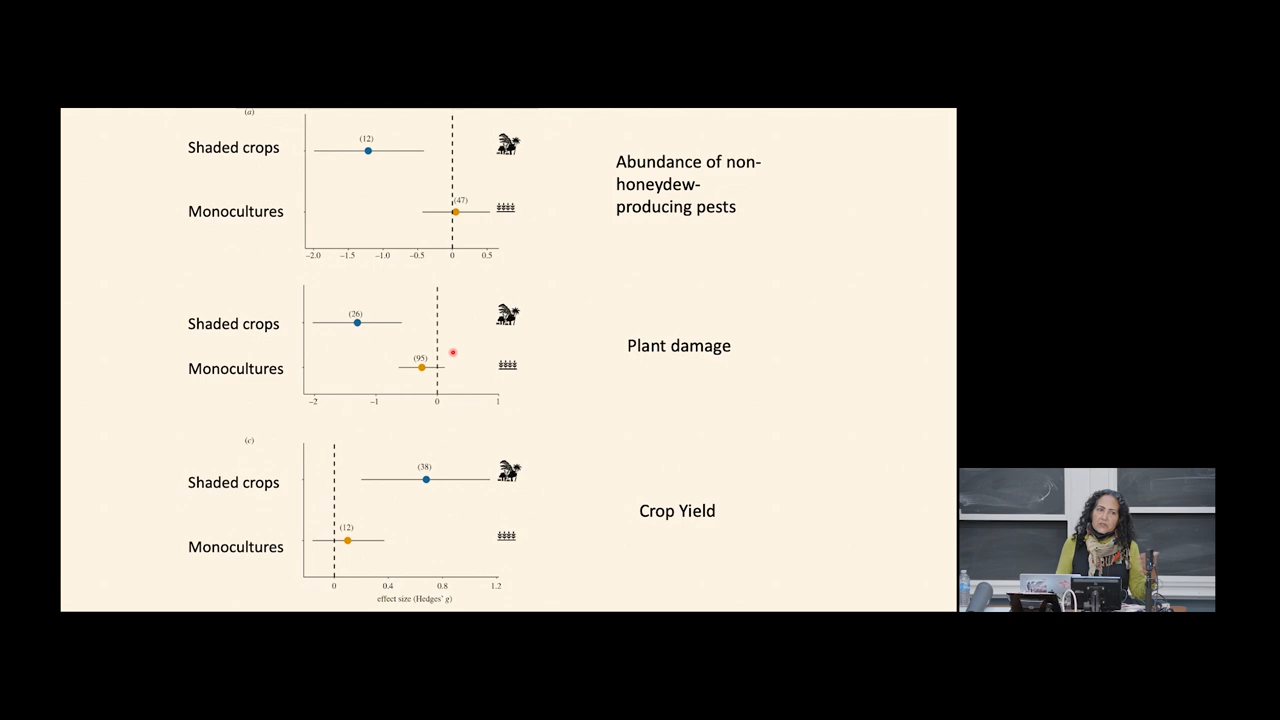 (a)
Shaded crops
(12)
Monocultures
(47)
−2.0 −1.5 −1.0 −0.5 0 0.5
Abundance of non-
honeydew-
producing pests
Shaded crops
(26)
Monocultures
(95)
−2 −1 0 1
Plant damage
(c)
Shaded crops
(38)
Monocultures
(12)
0 0.4 0.8 1.2
effect size (Hedges' g)
Crop Yield